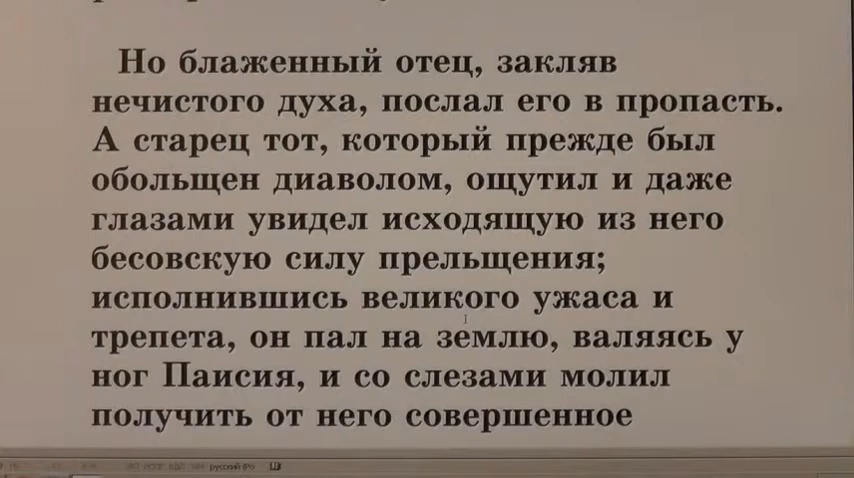 Но блаженный отец, закляв
нечистого духа, послал его в пропасть.
А старец тот, который прежде был
обольщен диаволом, ощутил и даже
глазами увидел исходящую из него
бесовскую силу прельщения;
исполнившись великого ужаса и
трепета, он пал на землю, валяясь у
ног Паисия, и со слезами молил
получить от него совершенное
русский (Ро